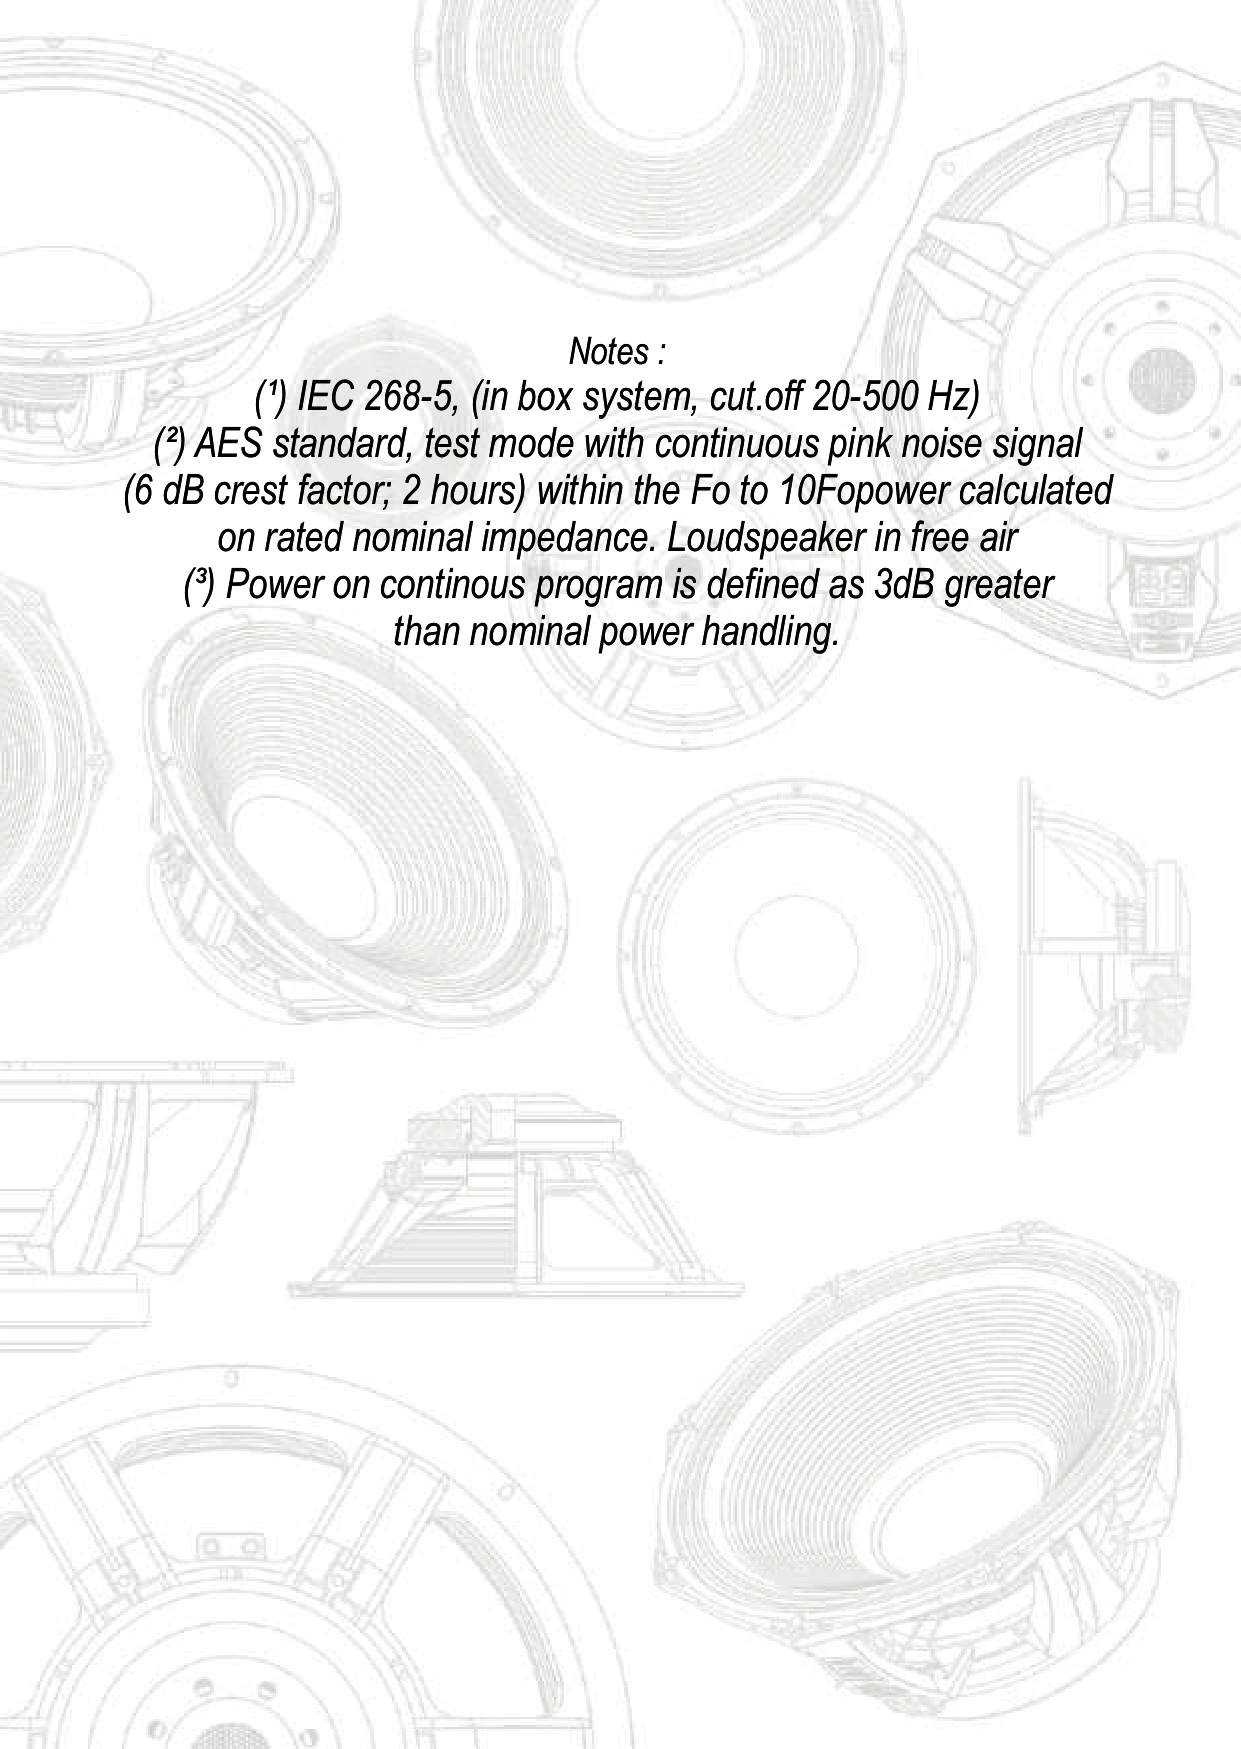 Notes :
(¹) IEC 268-5, (in box system, cut.off 20-500 Hz)
(²) AES standard, test mode with continuous pink noise signal
(6 dB crest factor; 2 hours) within the Fo to 10Fopower calculated
on rated nominal impedance. Loudspeaker in free air
(³) Power on continous program is defined as 3dB greater
than nominal power handling.